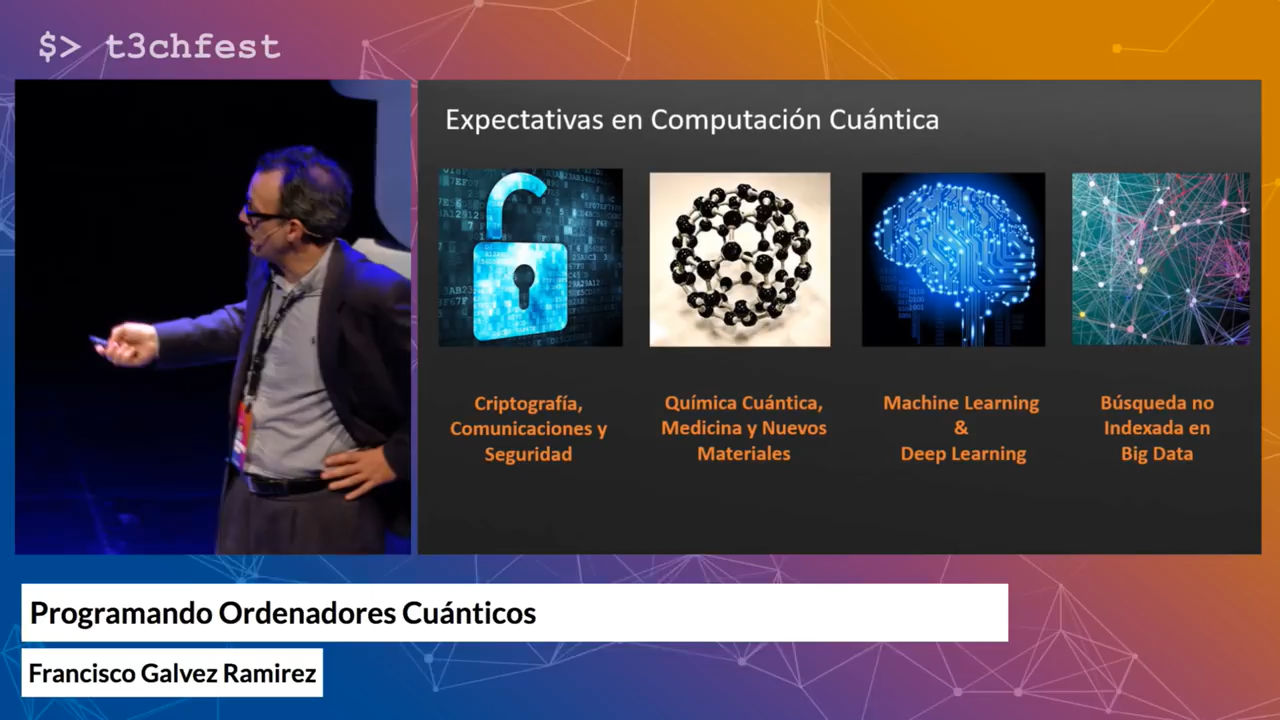 $> t3chfest
Expectativas en Computación Cuántica
Criptografía,
Comunicaciones y
Seguridad
Química Cuántica,
Medicina y Nuevos
Materiales
Machine Learning
&
Deep Learning
Búsqueda no
Indexada en
Big Data
Programando Ordenadores Cuánticos
Francisco Galvez Ramirez